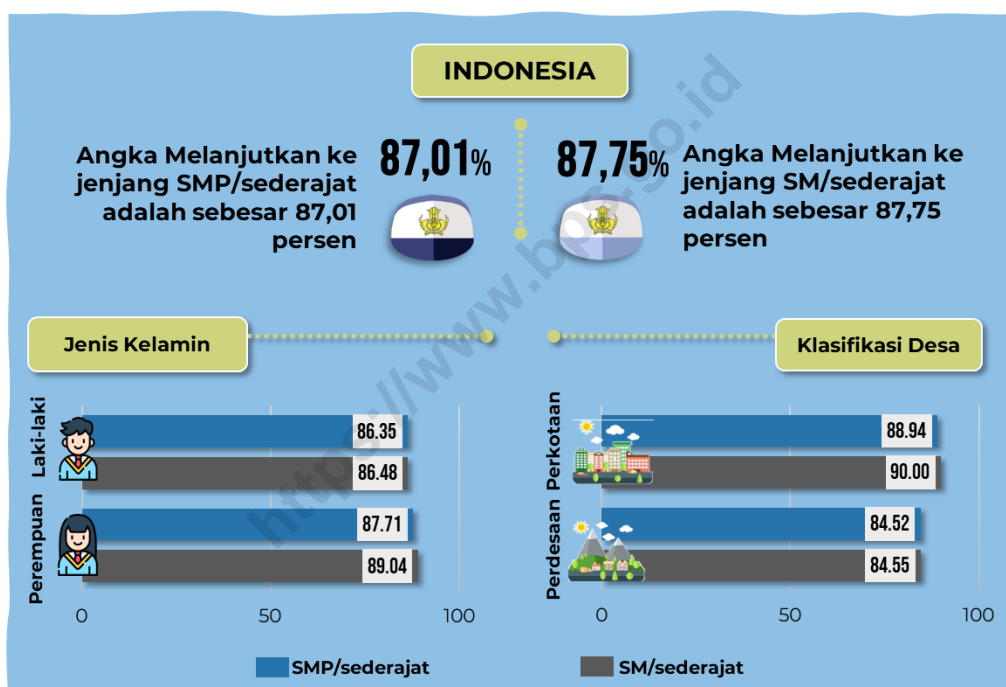 INDONESIA
Angka Melanjutkan ke
jenjang SMP/sederajat
adalah sebesar 87,01
persen
87,01%
87,75%
Angka Melanjutkan ke
jenjang SM/sederajat
adalah sebesar 87,75
persen
https://www.bps.go.id
Jenis Kelamin
Laki-laki
86.35
86.48
Perempuan
87.71
89.04
0 50 100
Klasifikasi Desa
Perkotaan
88.94
90.00
Perdesaan
84.52
84.55
0 50 100
SMP/sederajat
SM/sederajat